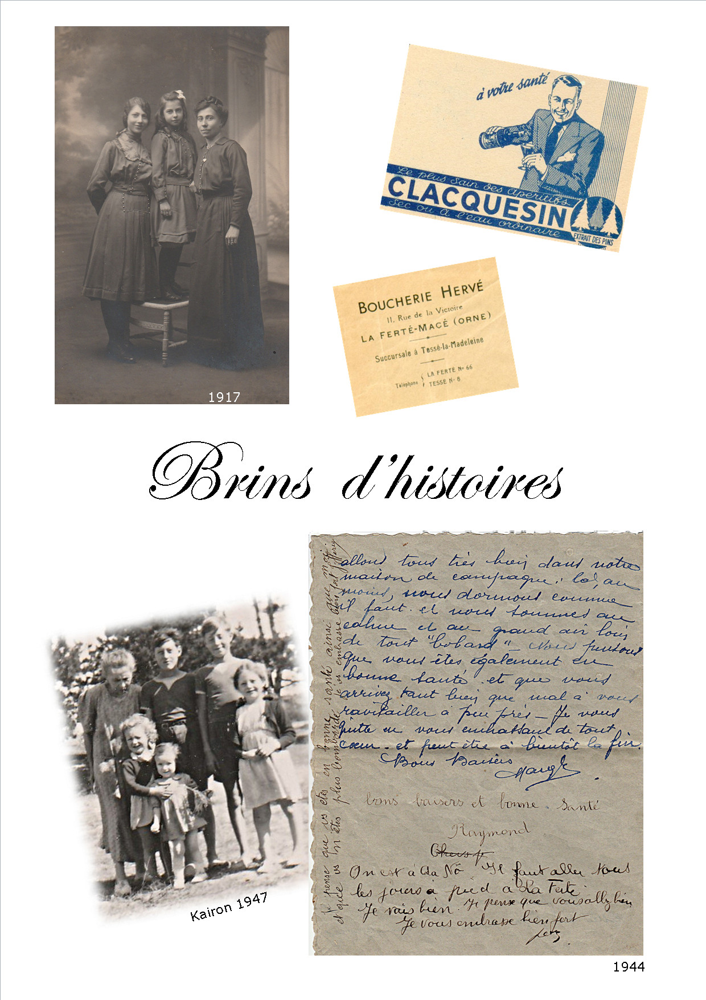 1917
à votre santé
Le plus sain des apéritifs
CLACQUESIN
sec ou à l'eau ordinaire
EXTRAIT DES PINS
BOUCHERIE HERVÉ
11, Rue de la Victoire
LA FERTÉ-MACÉ (ORNE)
Succursale à Tessé-la-Madeleine
Téléphone { LA FERTÉ No 66
TESSE No 8
Brins d'histoires
allons tous très bien dans notre
maison de campagne; là, au
moins, nous dormons comme
il faut. et nous sommes au
calme et au grand air loin
de tout "bobard" – Nous pensons
que vous êtes également en
bonne santé. et que vous
arrivez tant bien que mal à vous
ravitailler à peu près – Je vous
quitte en vous embrassant de tout
cœur. et peut être à bientôt la fin.
Bons Baisers
bons baisers et bonne. Santé
Raymond
On est à la Nô. Il faut aller tous
les jours à pied à La Ferté.
Je vais bien. Je pense que vous allez bien
Je vous embrasse bien fort
Je pense que vs êtes en bonne santé ainsi que moi.
et que vs n'êtes plus bombardé je vs embrasse bien fort
Kairon 1947
1944